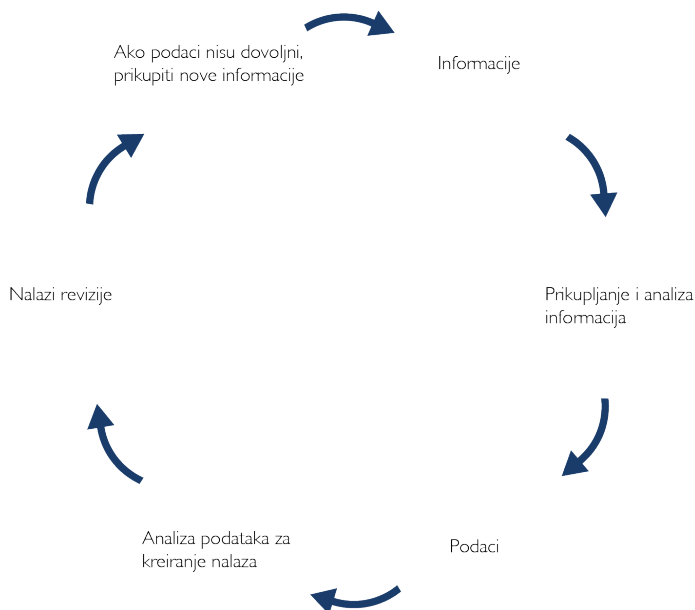 Ako podaci nisu dovoljni,
prikupiti nove informacije
Informacije
Prikupljanje i analiza
informacija
Podaci
Analiza podataka za
kreiranje nalaza
Nalazi revizije